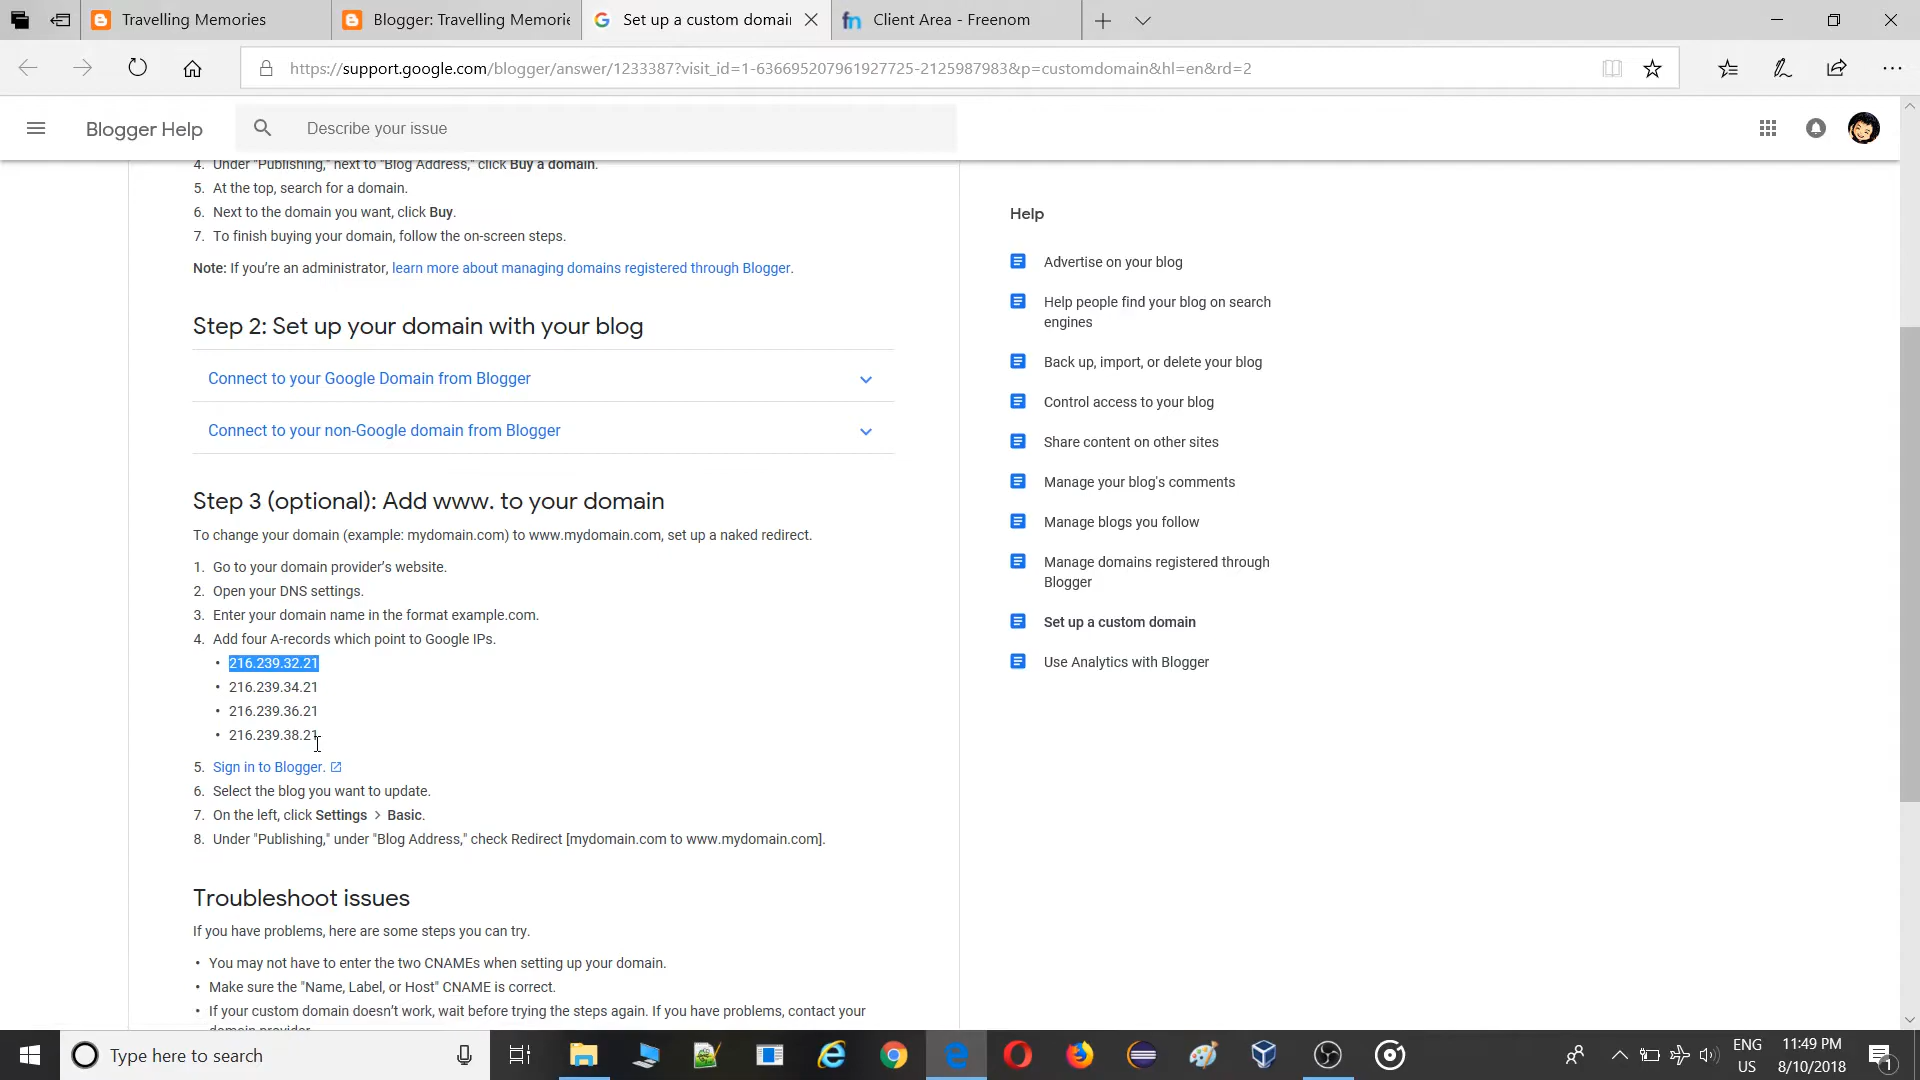 Travelling Memories
Blogger: Travelling Memorie
Set up a custom domai
fn Client Area - Freenom
https://support.google.com/blogger/answer/1233387?visit_id=1-636695207961927725-2125987983&p=customdomain&hl=en&rd=2
Blogger Help
Describe your issue
4. Under "Publishing," next to "Blog Address," click Buy a domain.
5. At the top, search for a domain.
6. Next to the domain you want, click Buy.
7. To finish buying your domain, follow the on-screen steps.
Note: If you're an administrator, learn more about managing domains registered through Blogger.
Step 2: Set up your domain with your blog
Connect to your Google Domain from Blogger
Connect to your non-Google domain from Blogger
Step 3 (optional): Add www. to your domain
To change your domain (example: mydomain.com) to www.mydomain.com, set up a naked redirect.
1. Go to your domain provider's website.
2. Open your DNS settings.
3. Enter your domain name in the format example.com.
4. Add four A-records which point to Google IPs.
• 216.239.32.21
• 216.239.34.21
• 216.239.36.21
• 216.239.38.21
5. Sign in to Blogger.
6. Select the blog you want to update.
7. On the left, click Settings > Basic.
8. Under "Publishing," under "Blog Address," check Redirect [mydomain.com to www.mydomain.com].
Troubleshoot issues
If you have problems, here are some steps you can try.
• You may not have to enter the two CNAMEs when setting up your domain.
• Make sure the "Name, Label, or Host" CNAME is correct.
• If your custom domain doesn't work, wait before trying the steps again. If you have problems, contact your
domain provider.
Help
Advertise on your blog
Help people find your blog on search
engines
Back up, import, or delete your blog
Control access to your blog
Share content on other sites
Manage your blog's comments
Manage blogs you follow
Manage domains registered through
Blogger
Set up a custom domain
Use Analytics with Blogger
Type here to search
ENG
US
11:49 PM
8/10/2018
1